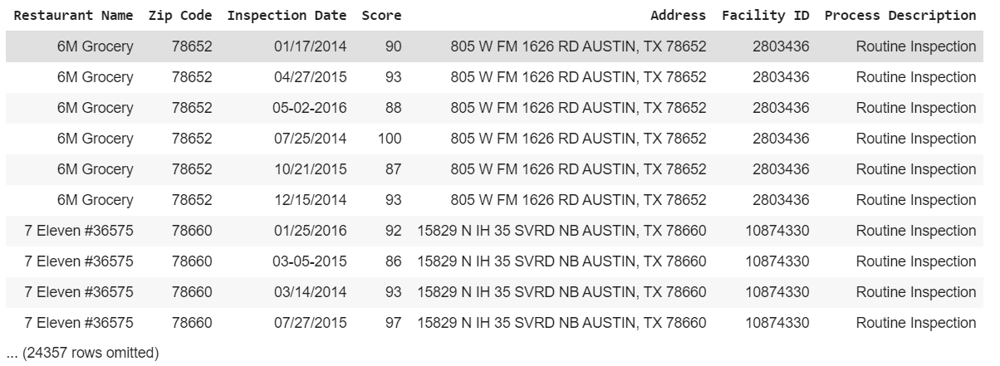 Restaurant Name Zip Code Inspection Date Score Address Facility ID Process Description
6M Grocery 78652 01/17/2014 90 805 W FM 1626 RD AUSTIN, TX 78652 2803436 Routine Inspection
6M Grocery 78652 04/27/2015 93 805 W FM 1626 RD AUSTIN, TX 78652 2803436 Routine Inspection
6M Grocery 78652 05-02-2016 88 805 W FM 1626 RD AUSTIN, TX 78652 2803436 Routine Inspection
6M Grocery 78652 07/25/2014 100 805 W FM 1626 RD AUSTIN, TX 78652 2803436 Routine Inspection
6M Grocery 78652 10/21/2015 87 805 W FM 1626 RD AUSTIN, TX 78652 2803436 Routine Inspection
6M Grocery 78652 12/15/2014 93 805 W FM 1626 RD AUSTIN, TX 78652 2803436 Routine Inspection
7 Eleven #36575 78660 01/25/2016 92 15829 N IH 35 SVRD NB AUSTIN, TX 78660 10874330 Routine Inspection
7 Eleven #36575 78660 03-05-2015 86 15829 N IH 35 SVRD NB AUSTIN, TX 78660 10874330 Routine Inspection
7 Eleven #36575 78660 03/14/2014 93 15829 N IH 35 SVRD NB AUSTIN, TX 78660 10874330 Routine Inspection
7 Eleven #36575 78660 07/27/2015 97 15829 N IH 35 SVRD NB AUSTIN, TX 78660 10874330 Routine Inspection
... (24357 rows omitted)